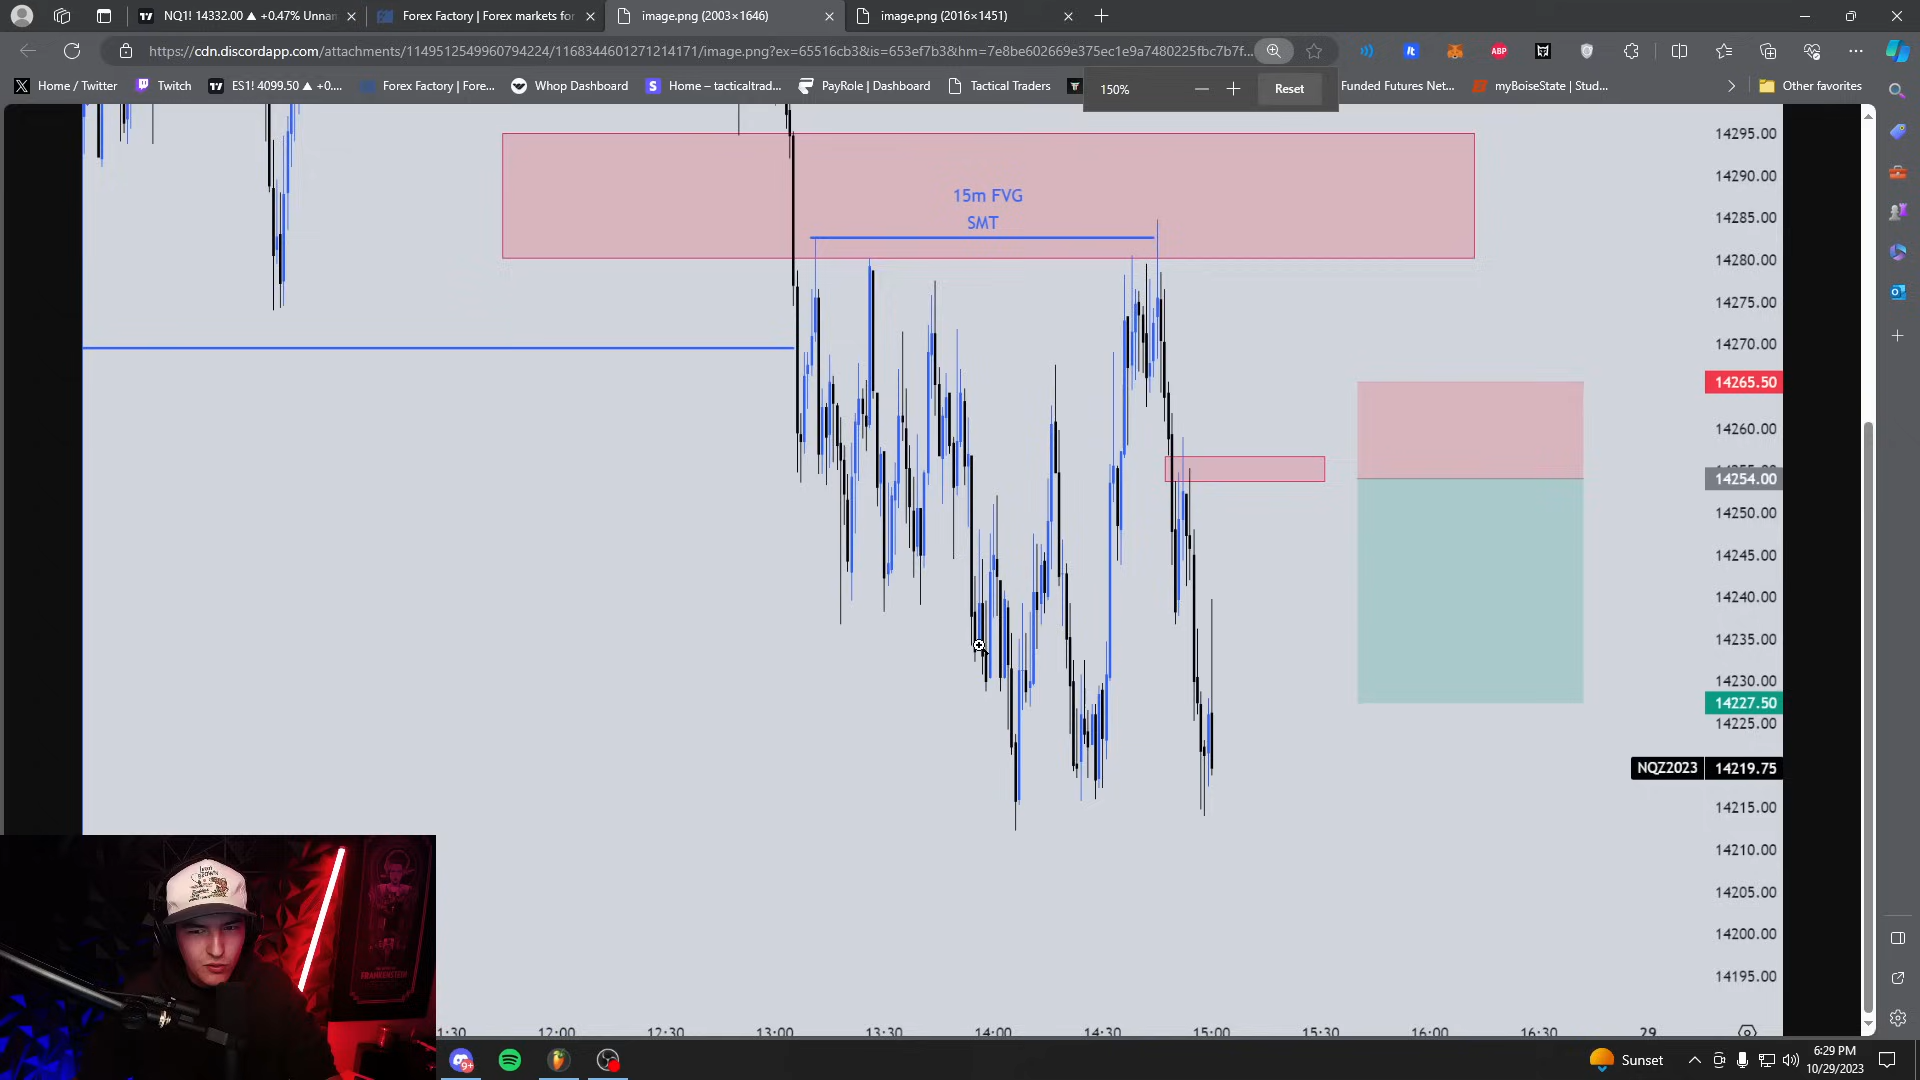 NQ1! 14332.00 ▲ +0.47% Unnan
Forex Factory | Forex markets for
image.png (2003×1646)
image.png (2016×1451)
https://cdn.discordapp.com/attachments/1149512549960794224/1168344601271214171/image.png?ex=65516cb3&is=653ef7b3&hm=7e8be602669e375ec1e9a7480225fbc7b7f...
Home / Twitter
Twitch
ES1! 4099.50 ▲ +0....
Forex Factory | Fore...
Whop Dashboard
Home – tacticaltrad...
PayRole | Dashboard
Tactical Traders
Funded Futures Net...
myBoiseState | Stud...
Other favorites
150%
Reset
15m FVG
SMT
14295.00
14290.00
14285.00
14280.00
14275.00
14270.00
14265.50
14260.00
14254.00
14250.00
14245.00
14240.00
14235.00
14230.00
14227.50
14225.00
NQZ2023 14219.75
14215.00
14210.00
14205.00
14200.00
14195.00
1:30 12:00 12:30 13:00 13:30 14:00 14:30 15:00 15:30 16:00 16:30 29
FRANKENSTEIN
9+
Sunset
6:29 PM
10/29/2023